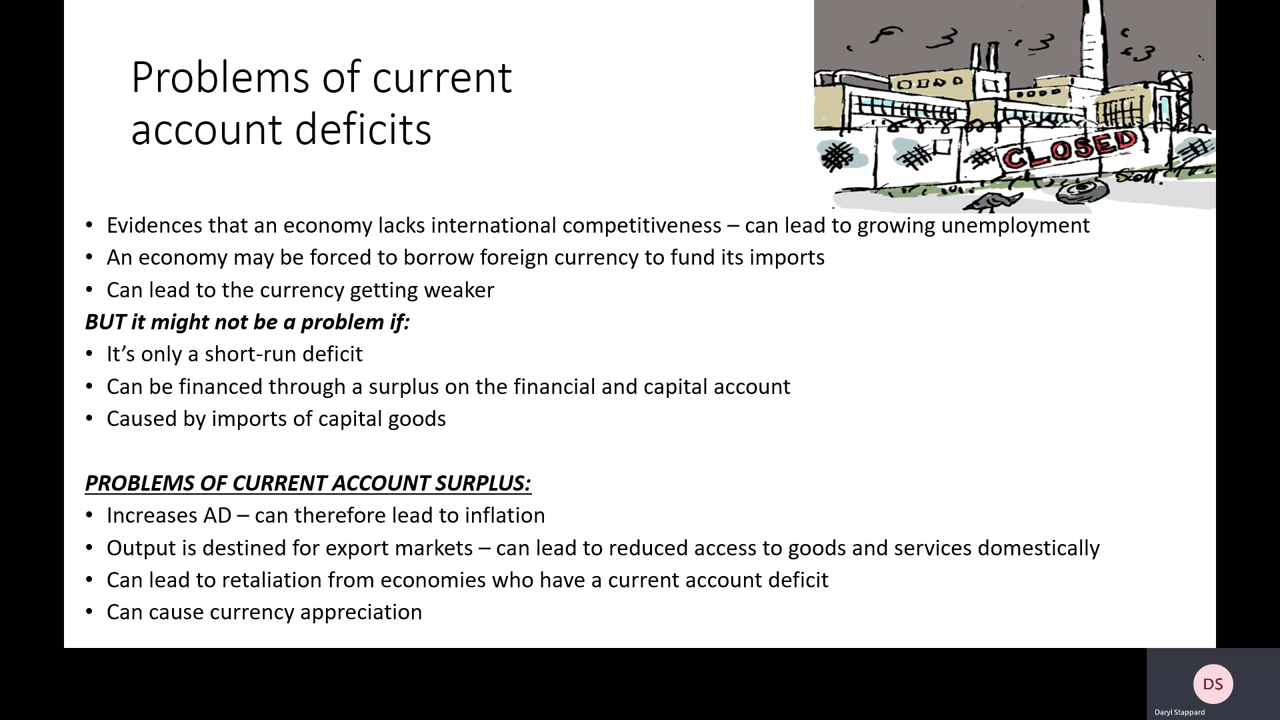 Problems of current
account deficits
CLOSED
Scott.
• Evidences that an economy lacks international competitiveness – can lead to growing unemployment
• An economy may be forced to borrow foreign currency to fund its imports
• Can lead to the currency getting weaker
BUT it might not be a problem if:
• It’s only a short-run deficit
• Can be financed through a surplus on the financial and capital account
• Caused by imports of capital goods
PROBLEMS OF CURRENT ACCOUNT SURPLUS:
• Increases AD – can therefore lead to inflation
• Output is destined for export markets – can lead to reduced access to goods and services domestically
• Can lead to retaliation from economies who have a current account deficit
• Can cause currency appreciation
DS
Daryl Stappard